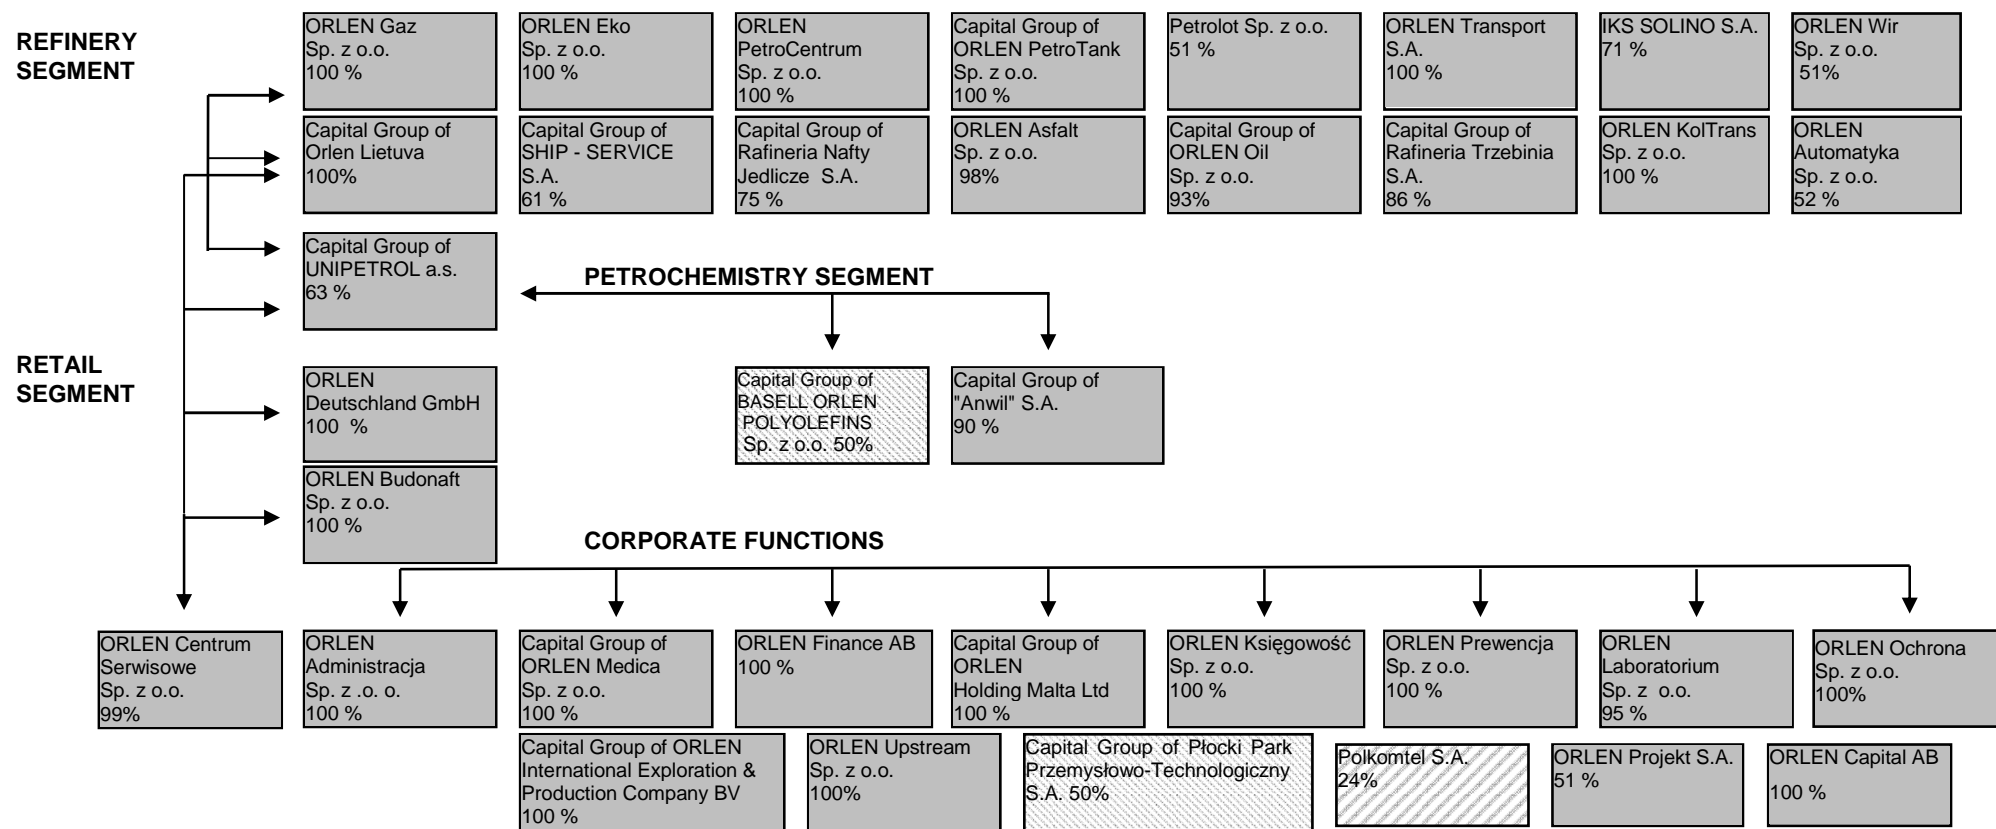 REFINERY
SEGMENT
ORLEN Gaz
Sp. z o.o.
100 %
ORLEN Eko
Sp. z o.o.
100 %
ORLEN
PetroCentrum
Sp. z o.o.
100 %
Capital Group of
ORLEN PetroTank
Sp. z o.o.
100 %
Petrolot Sp. z o.o.
51 %
ORLEN Transport
S.A.
100 %
IKS SOLINO S.A.
71 %
ORLEN Wir
Sp. z o.o.
51%
Capital Group of
Orlen Lietuva
100%
Capital Group of
SHIP - SERVICE
S.A.
61 %
Capital Group of
Rafineria Nafty
Jedlicze S.A.
75 %
ORLEN Asfalt
Sp. z o.o.
98%
Capital Group of
ORLEN Oil
Sp. z o.o.
93%
Capital Group of
Rafineria Trzebinia
S.A.
86 %
ORLEN KolTrans
Sp. z o.o.
100 %
ORLEN
Automatyka
Sp. z o.o.
52 %
Capital Group of
UNIPETROL a.s.
63 %
PETROCHEMISTRY SEGMENT
RETAIL
SEGMENT
ORLEN
Deutschland GmbH
100 %
Capital Group of
BASELL ORLEN
POLYOLEFINS
Sp. z o.o. 50%
Capital Group of
"Anwil" S.A.
90 %
ORLEN Budonaft
Sp. z o.o.
100 %
CORPORATE FUNCTIONS
ORLEN Centrum
Serwisowe
Sp. z o.o.
99%
ORLEN
Administracja
Sp. z .o. o.
100 %
Capital Group of
ORLEN Medica
Sp. z o.o.
100 %
ORLEN Finance AB
100 %
Capital Group of
ORLEN
Holding Malta Ltd
100 %
ORLEN Księgowość
Sp. z o.o.
100 %
ORLEN Prewencja
Sp. z o.o.
100 %
ORLEN
Laboratorium
Sp. z o.o.
95 %
ORLEN Ochrona
Sp. z o.o.
100%
Capital Group of ORLEN
International Exploration &
Production Company BV
100 %
ORLEN Upstream
Sp. z o.o.
100%
Capital Group of Płocki Park
Przemysłowo-Technologiczny
S.A. 50%
Polkomtel S.A.
24%
ORLEN Projekt S.A.
51 %
ORLEN Capital AB
100 %